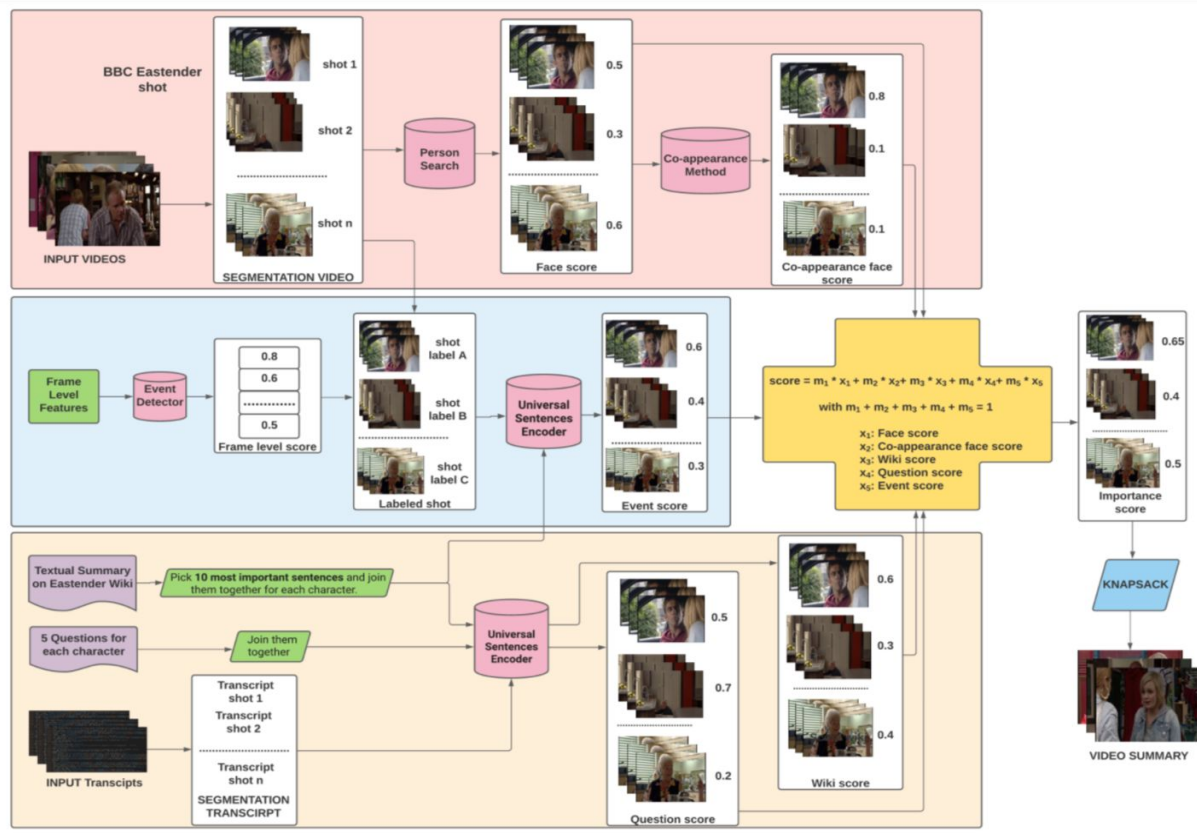 BBC Eastender
shot
INPUT VIDEOS
shot 1
shot 2
shot n
SEGMENTATION VIDEO
Person
Search
0.5
0.3
0.6
Face score
Co-appearance
Method
0.8
0.1
0.1
Co-appearance face
score
Frame
Level
Features
Event
Detector
0.8
0.6
0.5
Frame level score
shot
label A
shot
label B
shot
label C
Labeled shot
Universal
Sentences
Encoder
0.6
0.4
0.3
Event score
score = m₁ * x₁ + m₂ * x₂+ m₃ * x₃ + m₄ * x₄+ m₅ * x₅
with m₁ + m₂ + m₃ + m₄ + m₅ = 1
x₁: Face score
x₂: Co-appearance face score
x₃: Wiki score
x₄: Question score
x₅: Event score
0.65
0.4
0.5
Importance
score
KNAPSACK
VIDEO SUMMARY
Textual Summary
on Eastender Wiki
Pick 10 most important sentences and join
them together for each character.
5 Questions for
each character
Join them
together
INPUT Transcipts
Transcript
shot 1
Transcript
shot 2
Transcript
shot n
SEGMENTATION
TRANSCIRPT
Universal
Sentences
Encoder
0.5
0.7
0.2
Question score
0.6
0.3
0.4
Wiki score